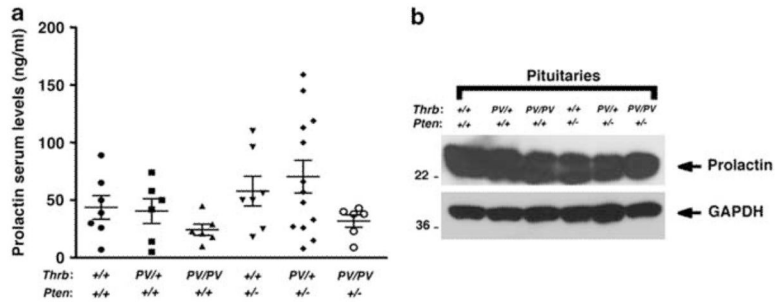 a
Prolactin serum levels (ng/ml)
200
150
100
50
0
Thrb: +/+ PV/+ PV/PV +/+ PV/+ PV/PV
Pten: +/+ +/+ +/+ +/- +/- +/-
b
Pituitaries
Thrb: +/+ PV/+ PV/PV +/+ PV/+ PV/PV
Pten: +/+ +/+ +/+ +/- +/- +/-
22 - Prolactin
36 - GAPDH